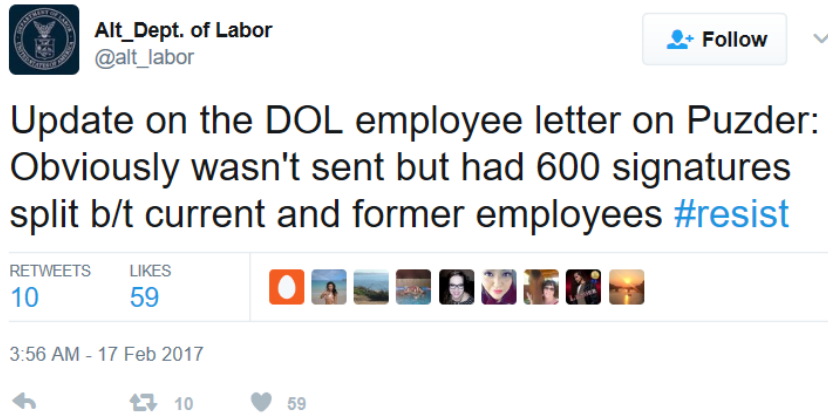 Alt_Dept. of Labor
@alt_labor
Follow
Update on the DOL employee letter on Puzder:
Obviously wasn't sent but had 600 signatures
split b/t current and former employees #resist
RETWEETS LIKES
10 59
3:56 AM - 17 Feb 2017
10 59